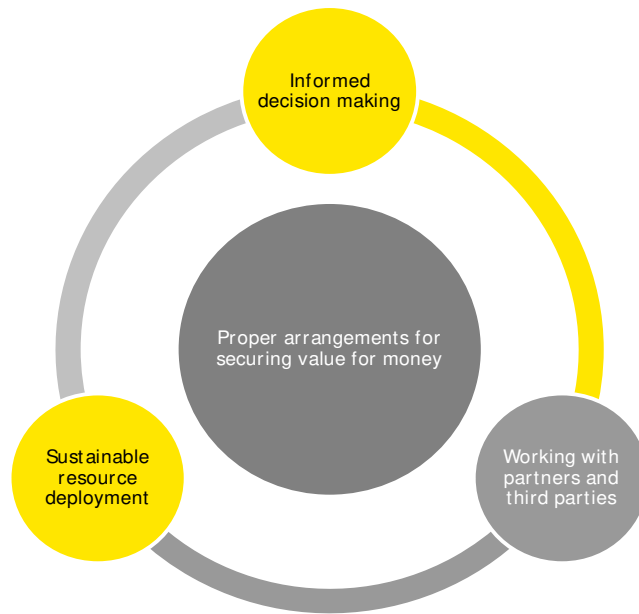 Informed
decision making
Proper arrangements for
securing value for money
Sustainable
resource
deployment
Working with
partners and
third parties